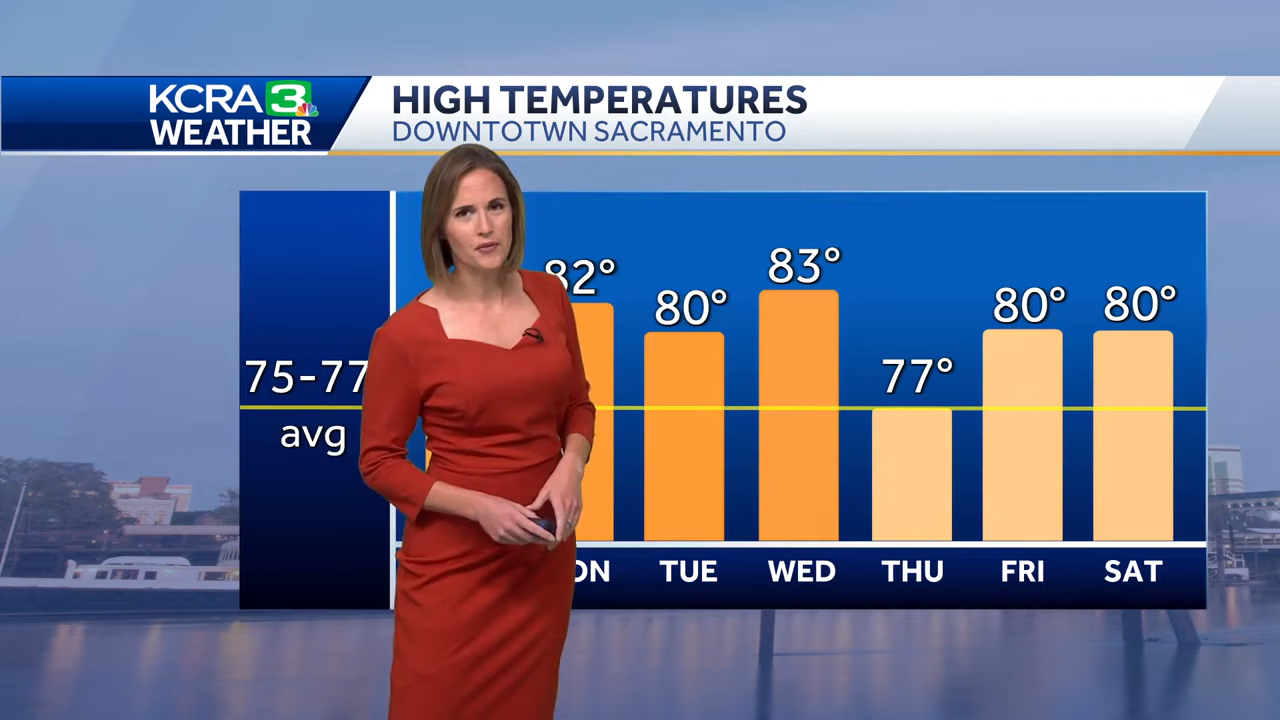 KCRA 3
WEATHER
HIGH TEMPERATURES
DOWNTOTWN SACRAMENTO
82°
80°
83°
77°
80°
80°
75-77
avg
TUE
WED
THU
FRI
SAT